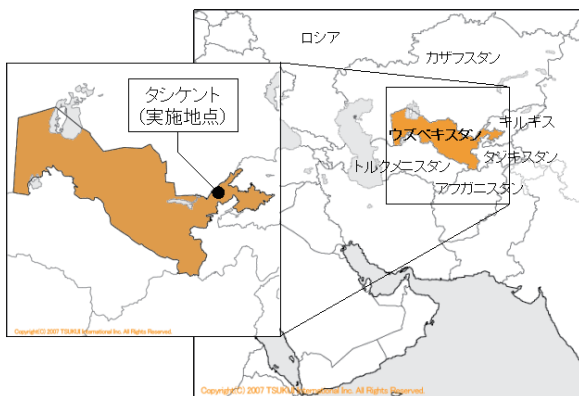 ロシア
カザフスタン
タシケント
(実施地点)
ウズベキスタン
キルギス
トルクメニスタン
タジキスタン
アフガニスタン
Copyright(C) 2007 TSUKUI International Inc. All Rights Reserved.
Copyright(C) 2007 TSUKUI International Inc. All Rights Reserved.